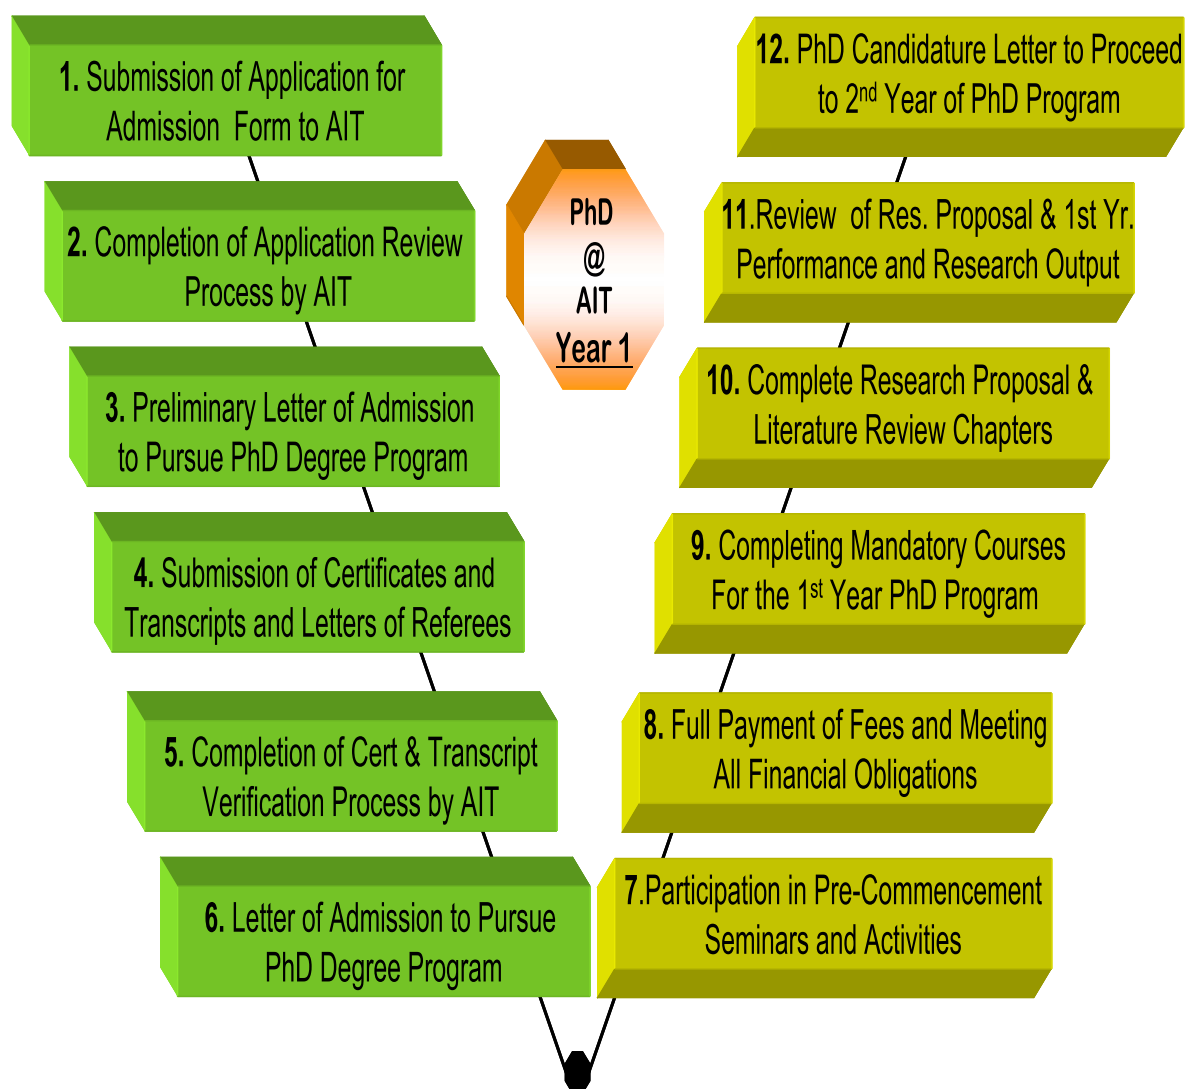 1. Submission of Application for
Admission Form to AIT
2. Completion of Application Review
Process by AIT
3. Preliminary Letter of Admission
to Pursue PhD Degree Program
4. Submission of Certificates and
Transcripts and Letters of Referees
5. Completion of Cert & Transcript
Verification Process by AIT
6. Letter of Admission to Pursue
PhD Degree Program
PhD
@
AIT
Year 1
12. PhD Candidature Letter to Proceed
to 2nd Year of PhD Program
11.Review of Res. Proposal & 1st Yr.
Performance and Research Output
10. Complete Research Proposal &
Literature Review Chapters
9. Completing Mandatory Courses
For the 1st Year PhD Program
8. Full Payment of Fees and Meeting
All Financial Obligations
7.Participation in Pre-Commencement
Seminars and Activities